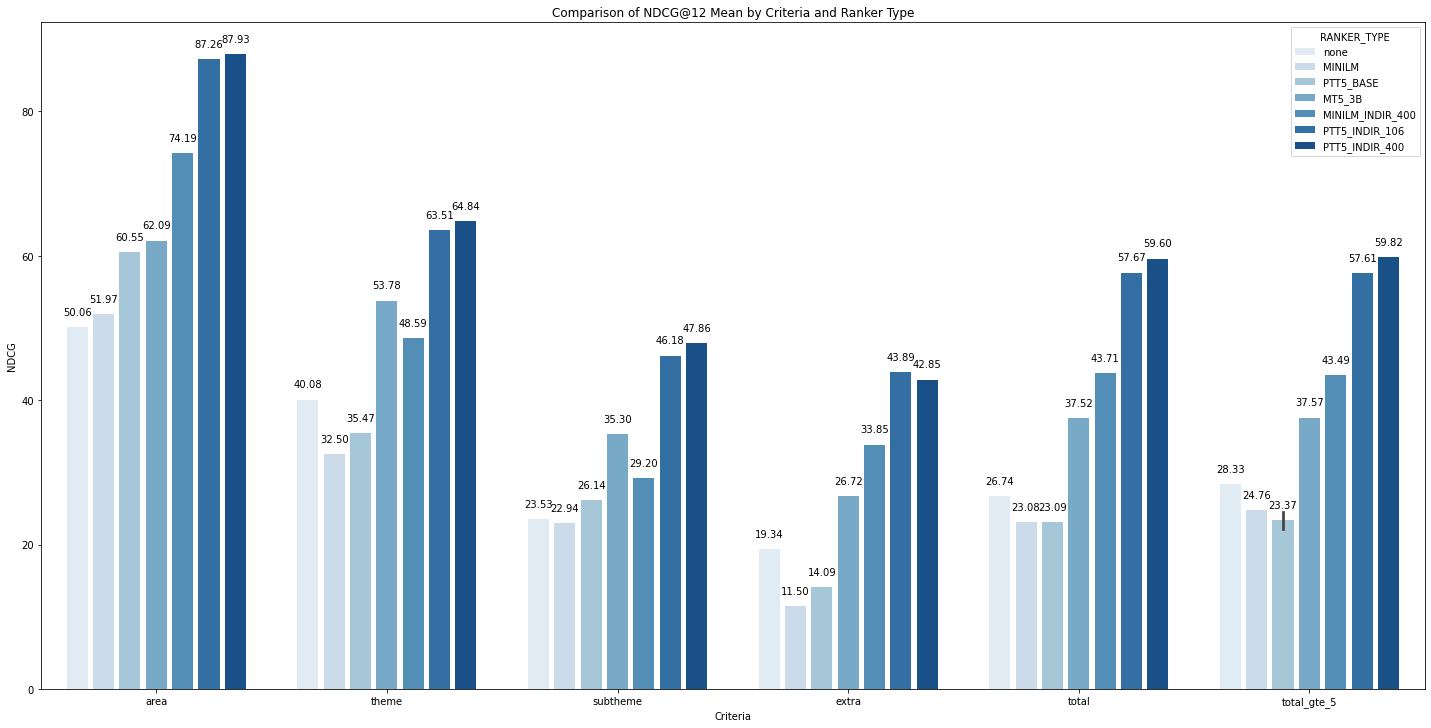 Comparison of NDCG@12 Mean by Criteria and Ranker Type
RANKER_TYPE
none
MINILM
PTT5_BASE
MT5_3B
MINILM_INDIR_400
PTT5_INDIR_106
PTT5_INDIR_400
NDCG
80
60
40
20
0
50.06
51.97
60.55
62.09
74.19
87.26
87.93
40.08
32.50
35.47
53.78
48.59
63.51
64.84
23.53
22.94
26.14
35.30
29.20
46.18
47.86
19.34
11.50
14.09
26.72
33.85
43.89
42.85
26.74
23.08
23.09
37.52
43.71
57.67
59.60
28.33
24.76
23.37
37.57
43.49
57.61
59.82
area
theme
subtheme
extra
total
total_gte_5
Criteria